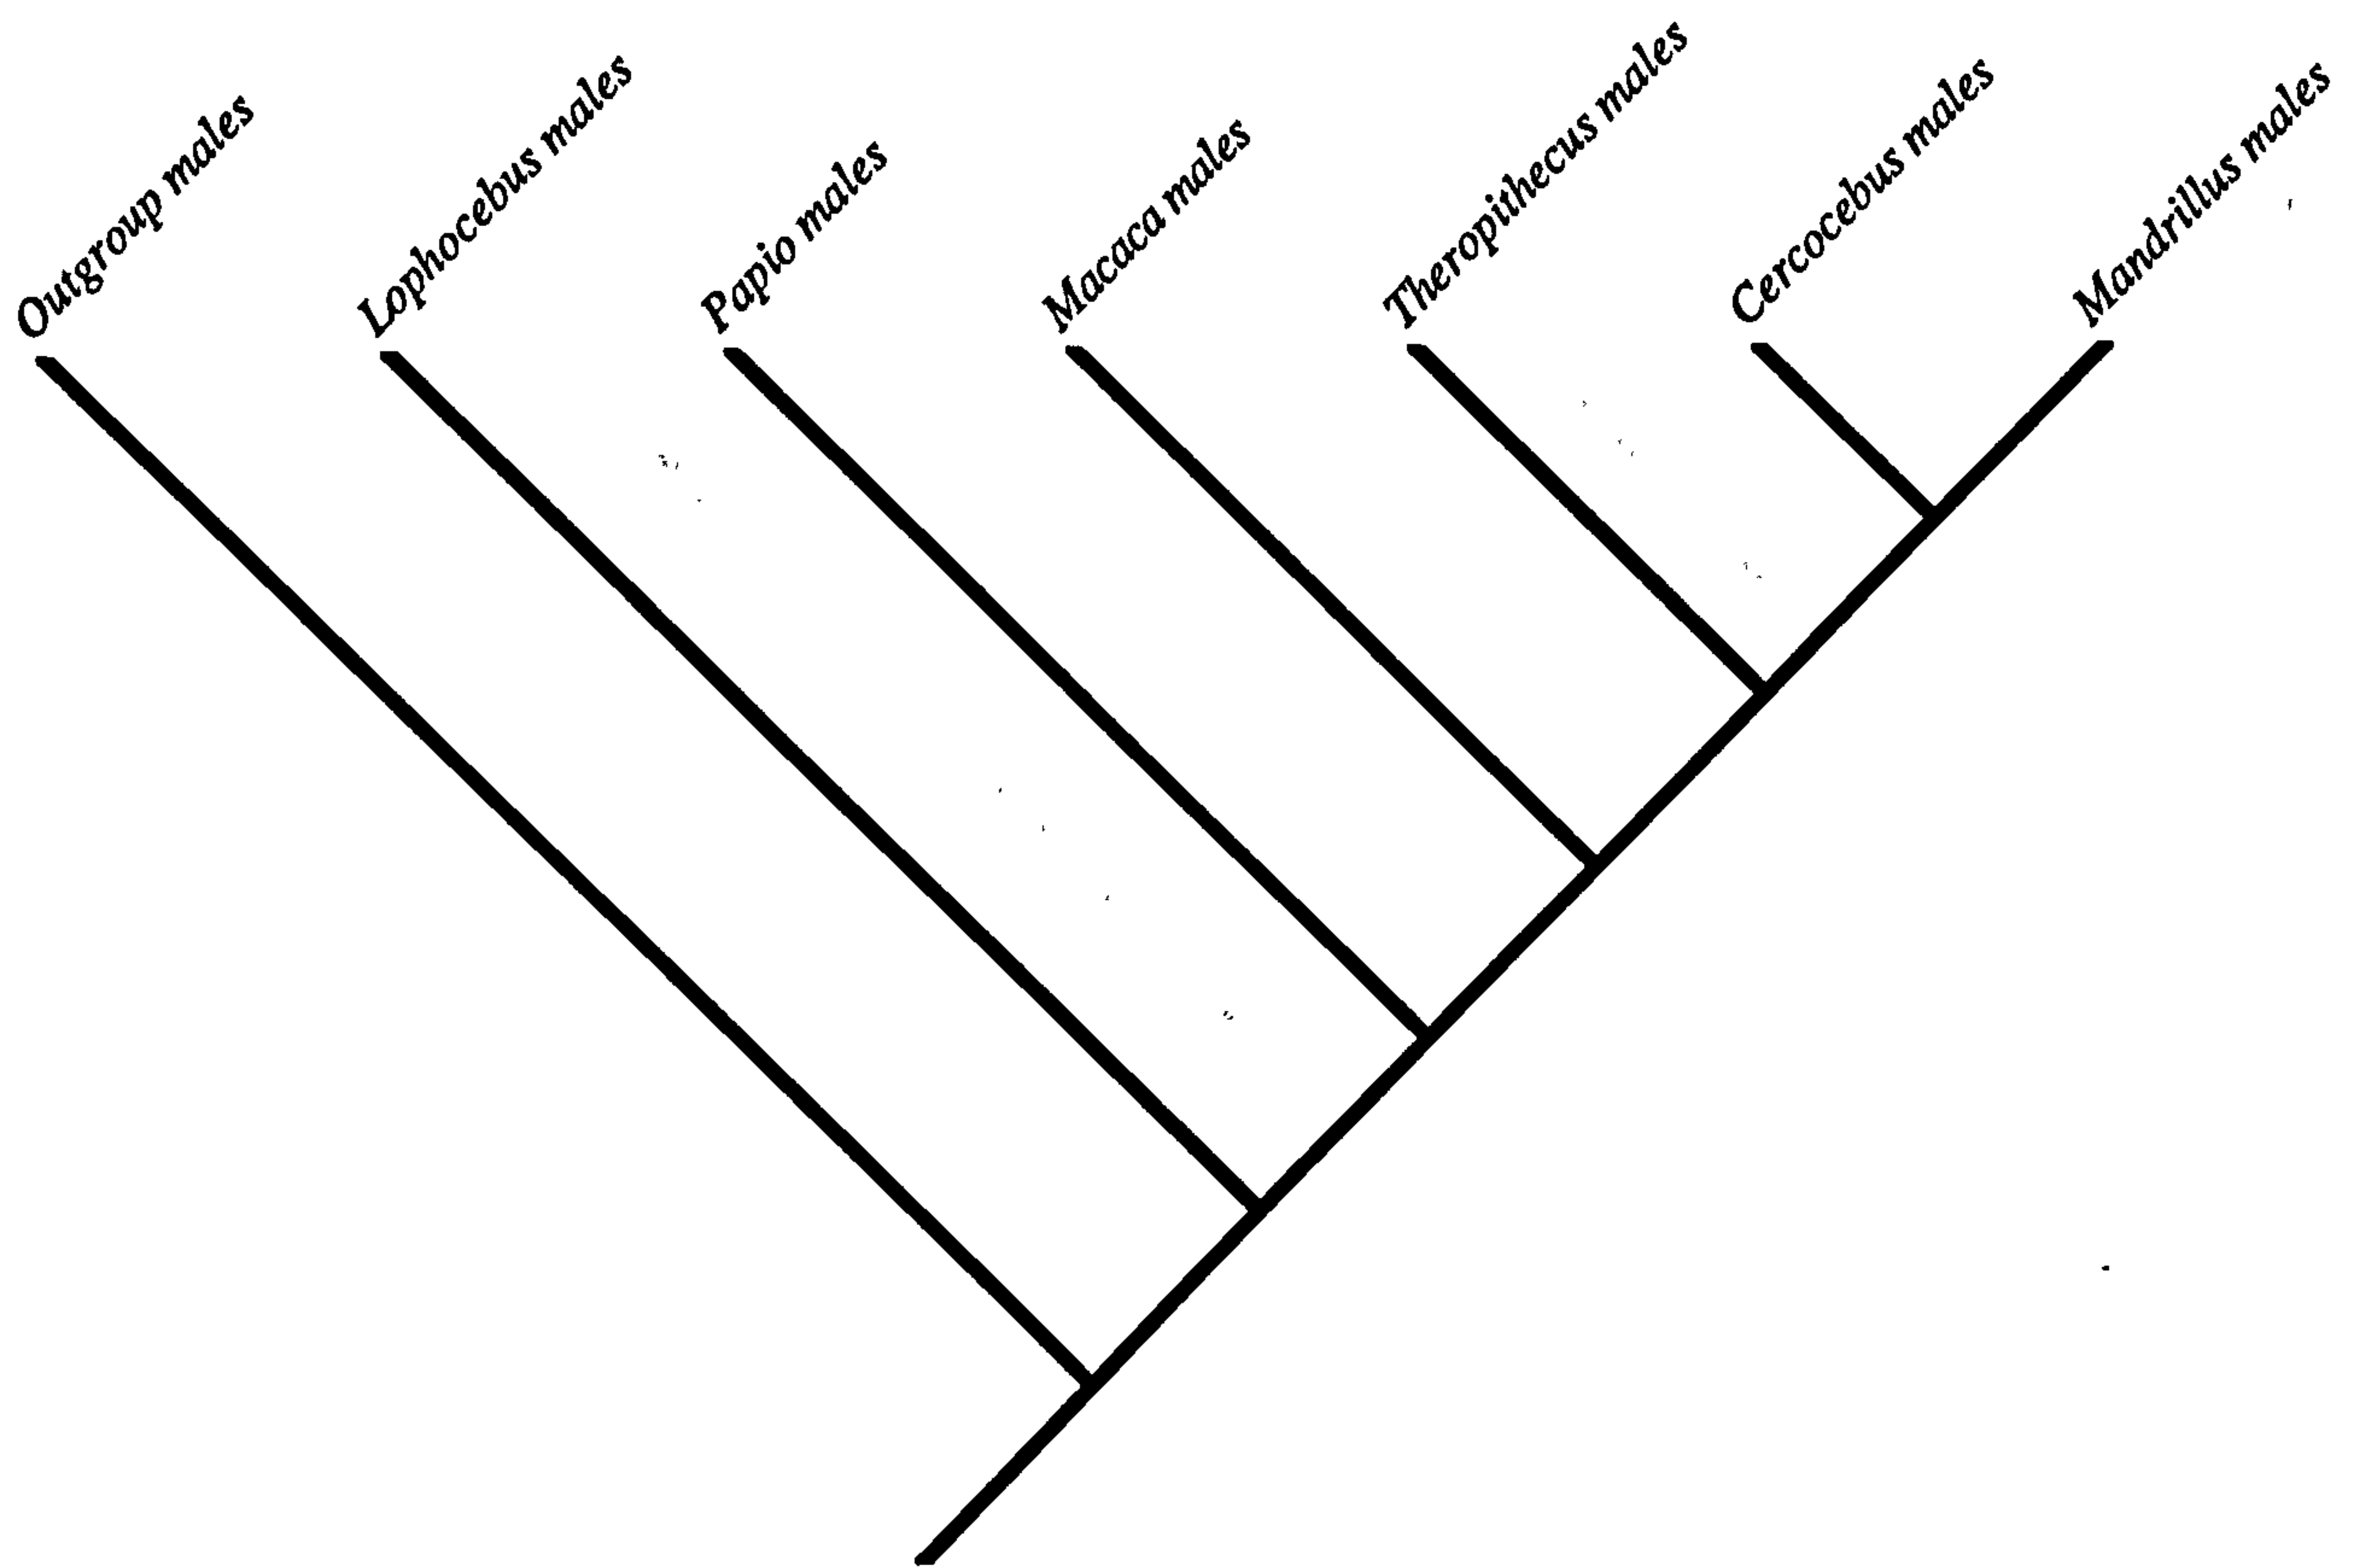 Outgroup males
Lophocebus males
Papio males
Macaca males
Theropithecus males
Cercocebus males
Mandrillus males